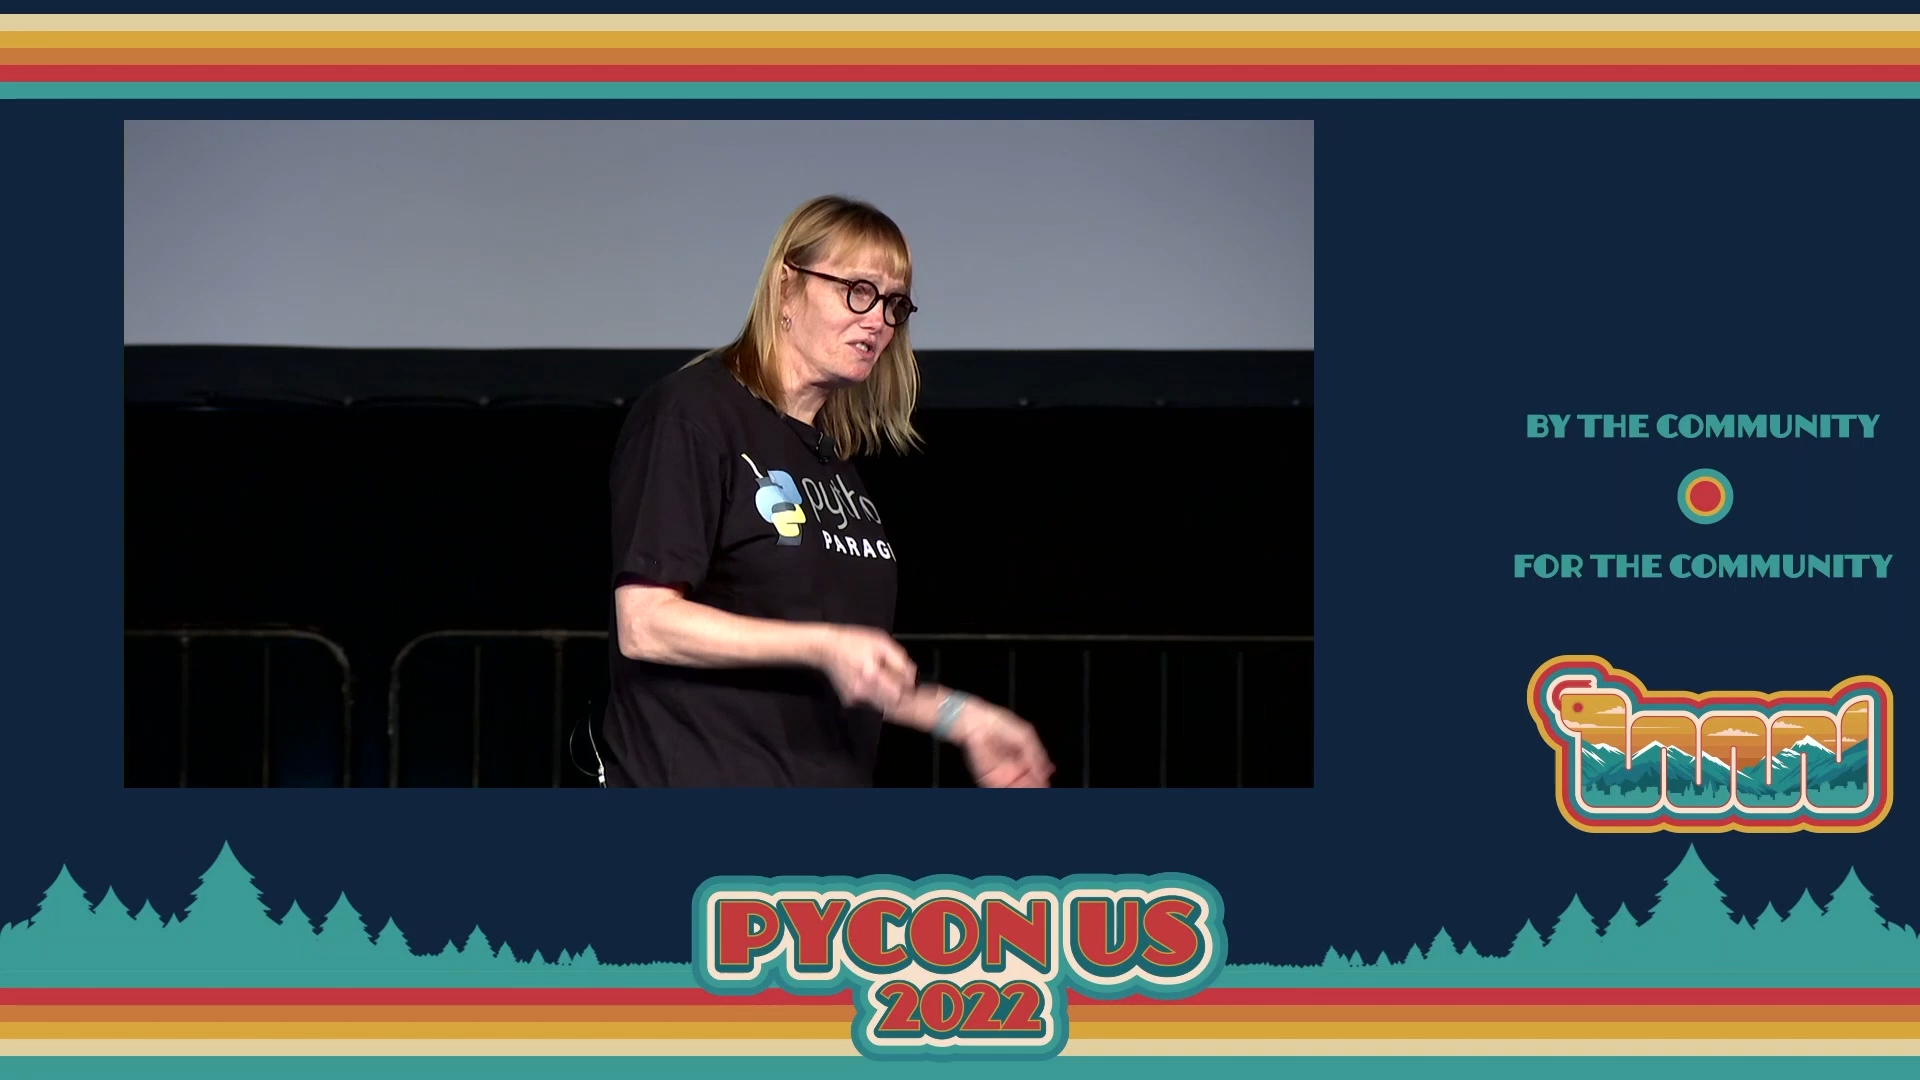 BY THE COMMUNITY
FOR THE COMMUNITY
PYCON US
2022